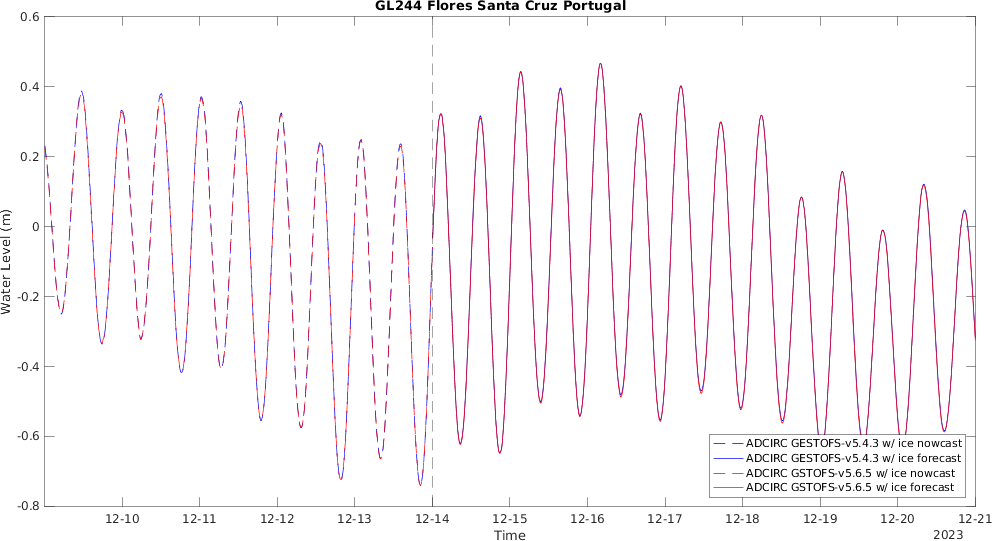 GL244 Flores Santa Cruz Portugal
0.6
0.4
0.2
0
-0.2
-0.4
-0.6
-0.8
Water Level (m)
ADCIRC GESTOFS-v5.4.3 w/ ice nowcast
ADCIRC GESTOFS-v5.4.3 w/ ice forecast
ADCIRC GSTOFS-v5.6.5 w/ ice nowcast
ADCIRC GSTOFS-v5.6.5 w/ ice forecast
12-10 12-11 12-12 12-13 12-14 12-15 12-16 12-17 12-18 12-19 12-20 12-21
Time
2023